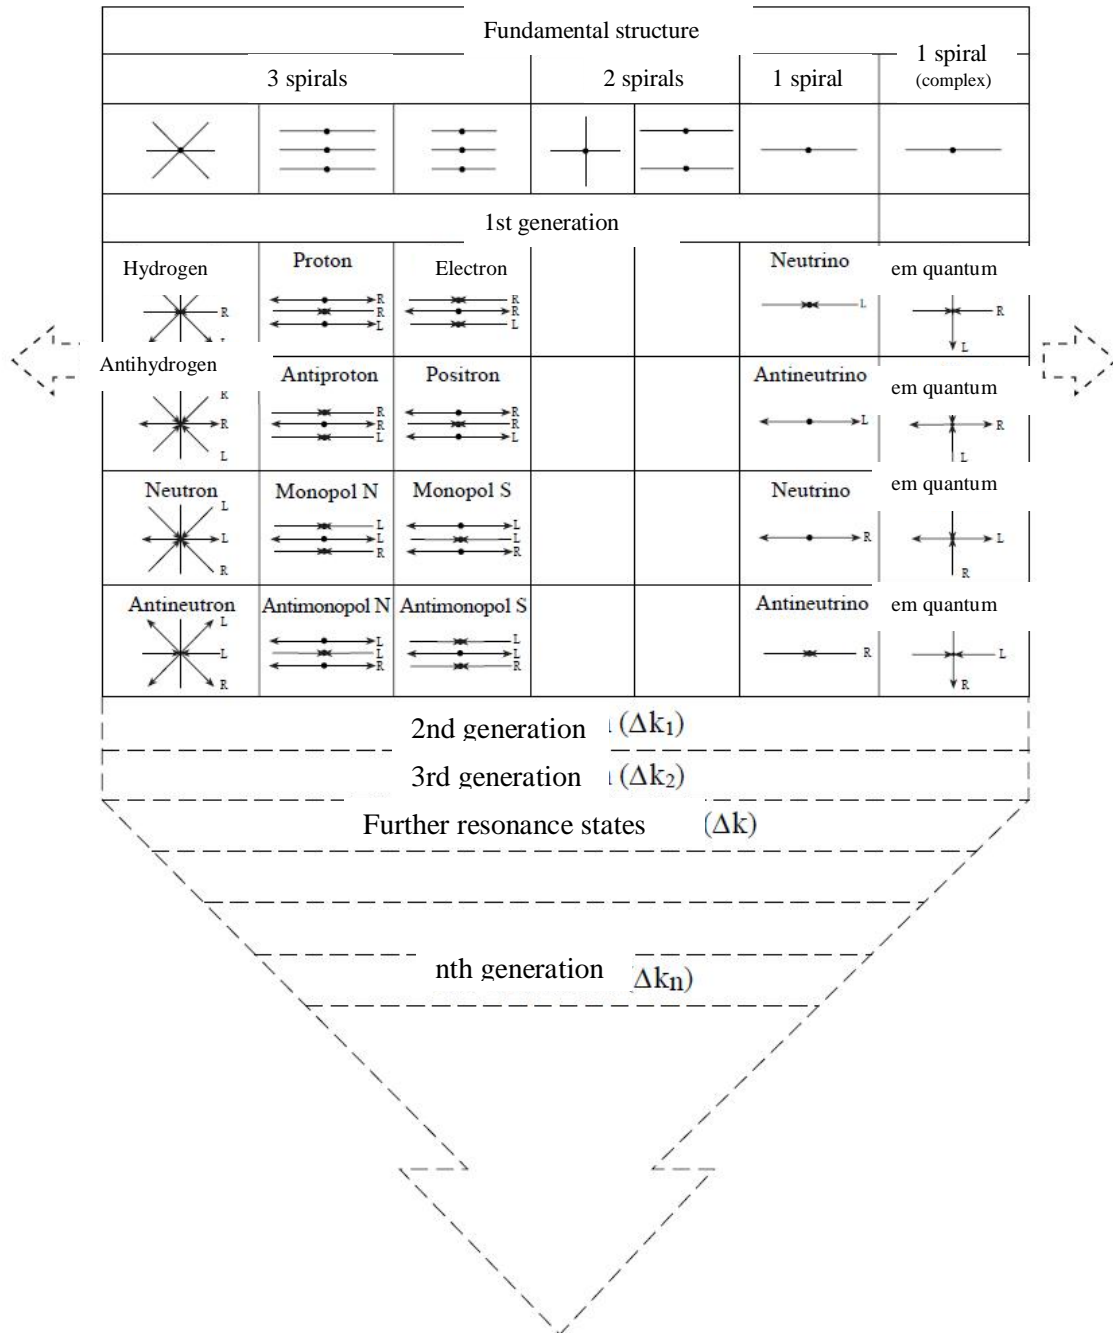 Fundamental structure
3 spirals
2 spirals
1 spiral
1 spiral
(complex)
1st generation
Hydrogen
R
Proton
R
R
L
Electron
R
R
L
Neutrino
L
em quantum
R
L
Antihydrogen
R
R
L
Antiproton
R
R
L
Positron
R
R
L
Antineutrino
L
em quantum
R
L
Neutron
L
L
R
Monopol N
L
L
R
Monopol S
L
L
R
Neutrino
R
em quantum
L
R
Antineutron
L
L
R
Antimonopol N
L
L
R
Antimonopol S
L
L
R
Antineutrino
R
em quantum
L
R
2nd generation (Δk₁)
3rd generation (Δk₂)
Further resonance states (Δk)
nth generation Δkn)